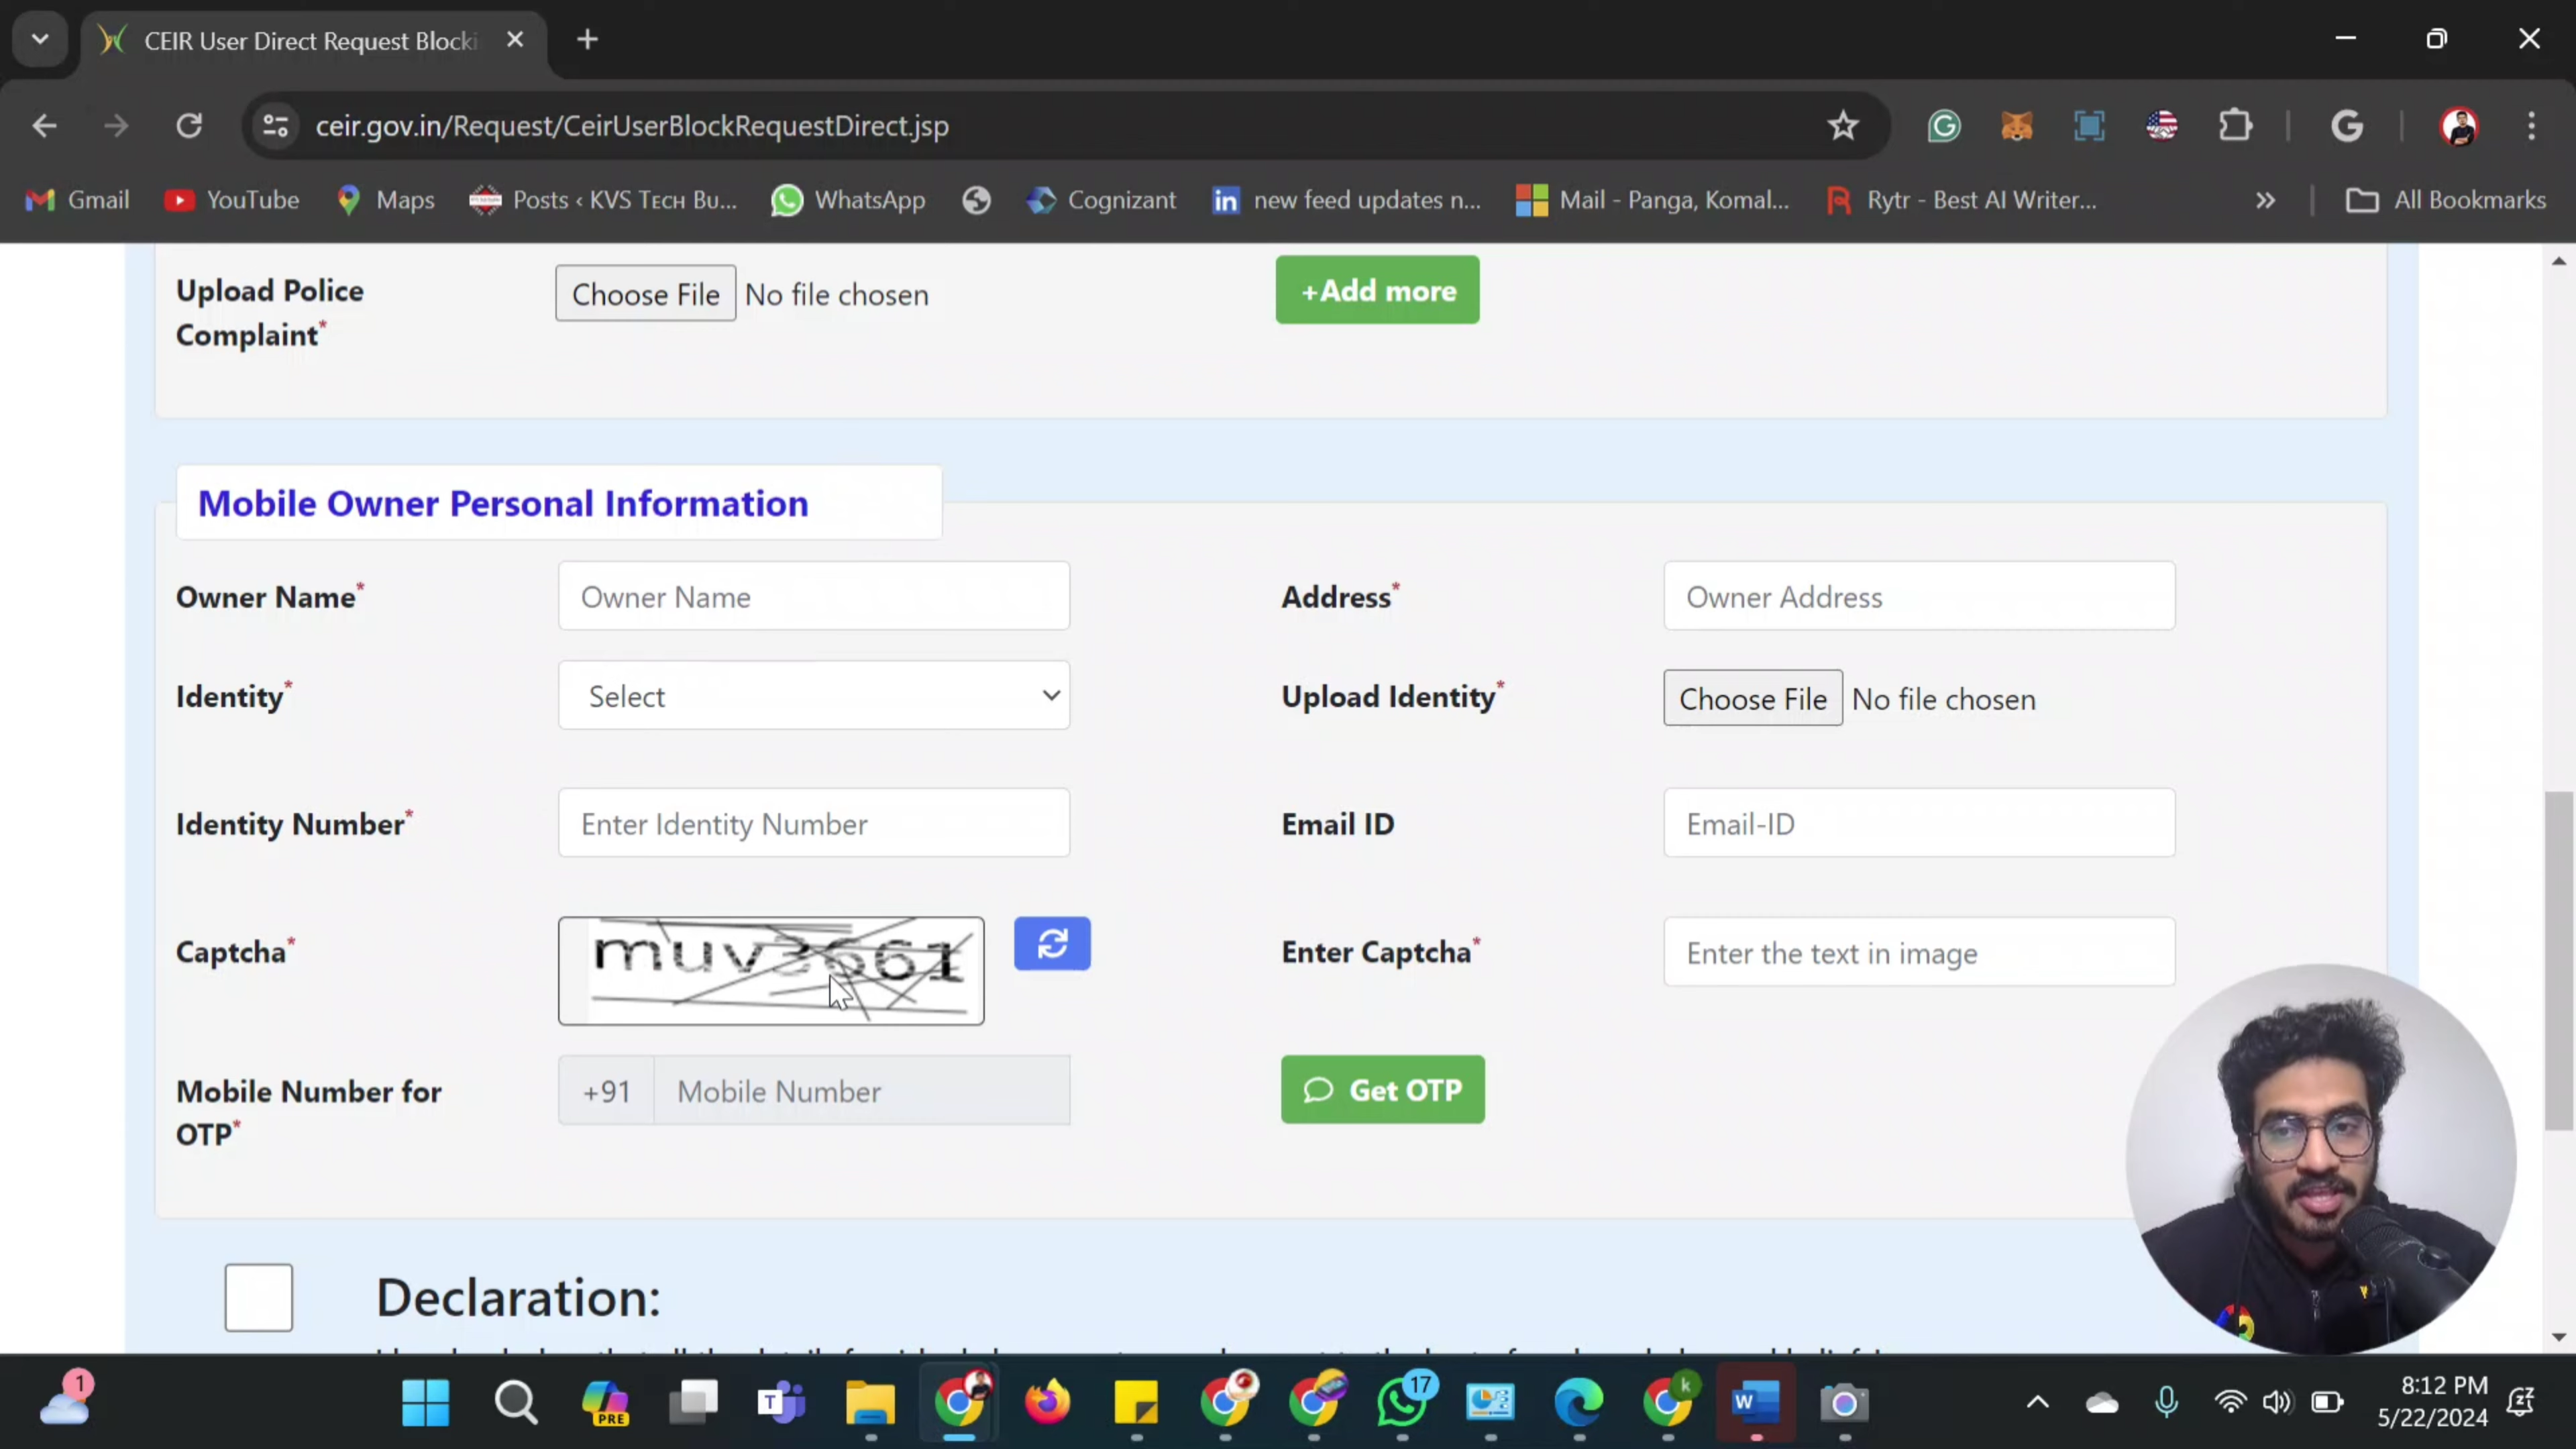 CEIR User Direct Request Blocki
ceir.gov.in/Request/CeirUserBlockRequestDirect.jsp
Gmail YouTube Maps Posts ‹ KVS Tech Bu... WhatsApp Cognizant new feed updates n... Mail - Panga, Komal... Rytr - Best AI Writer... » All Bookmarks
Upload Police Complaint* Choose File No file chosen +Add more
Mobile Owner Personal Information
Owner Name* Owner Name Address* Owner Address
Identity* Select Upload Identity* Choose File No file chosen
Identity Number* Enter Identity Number Email ID Email-ID
Captcha* muv3661 Enter Captcha* Enter the text in image
Mobile Number for OTP* +91 Mobile Number Get OTP
Declaration:
1 PRE T 17 k W 8:12 PM
5/22/2024